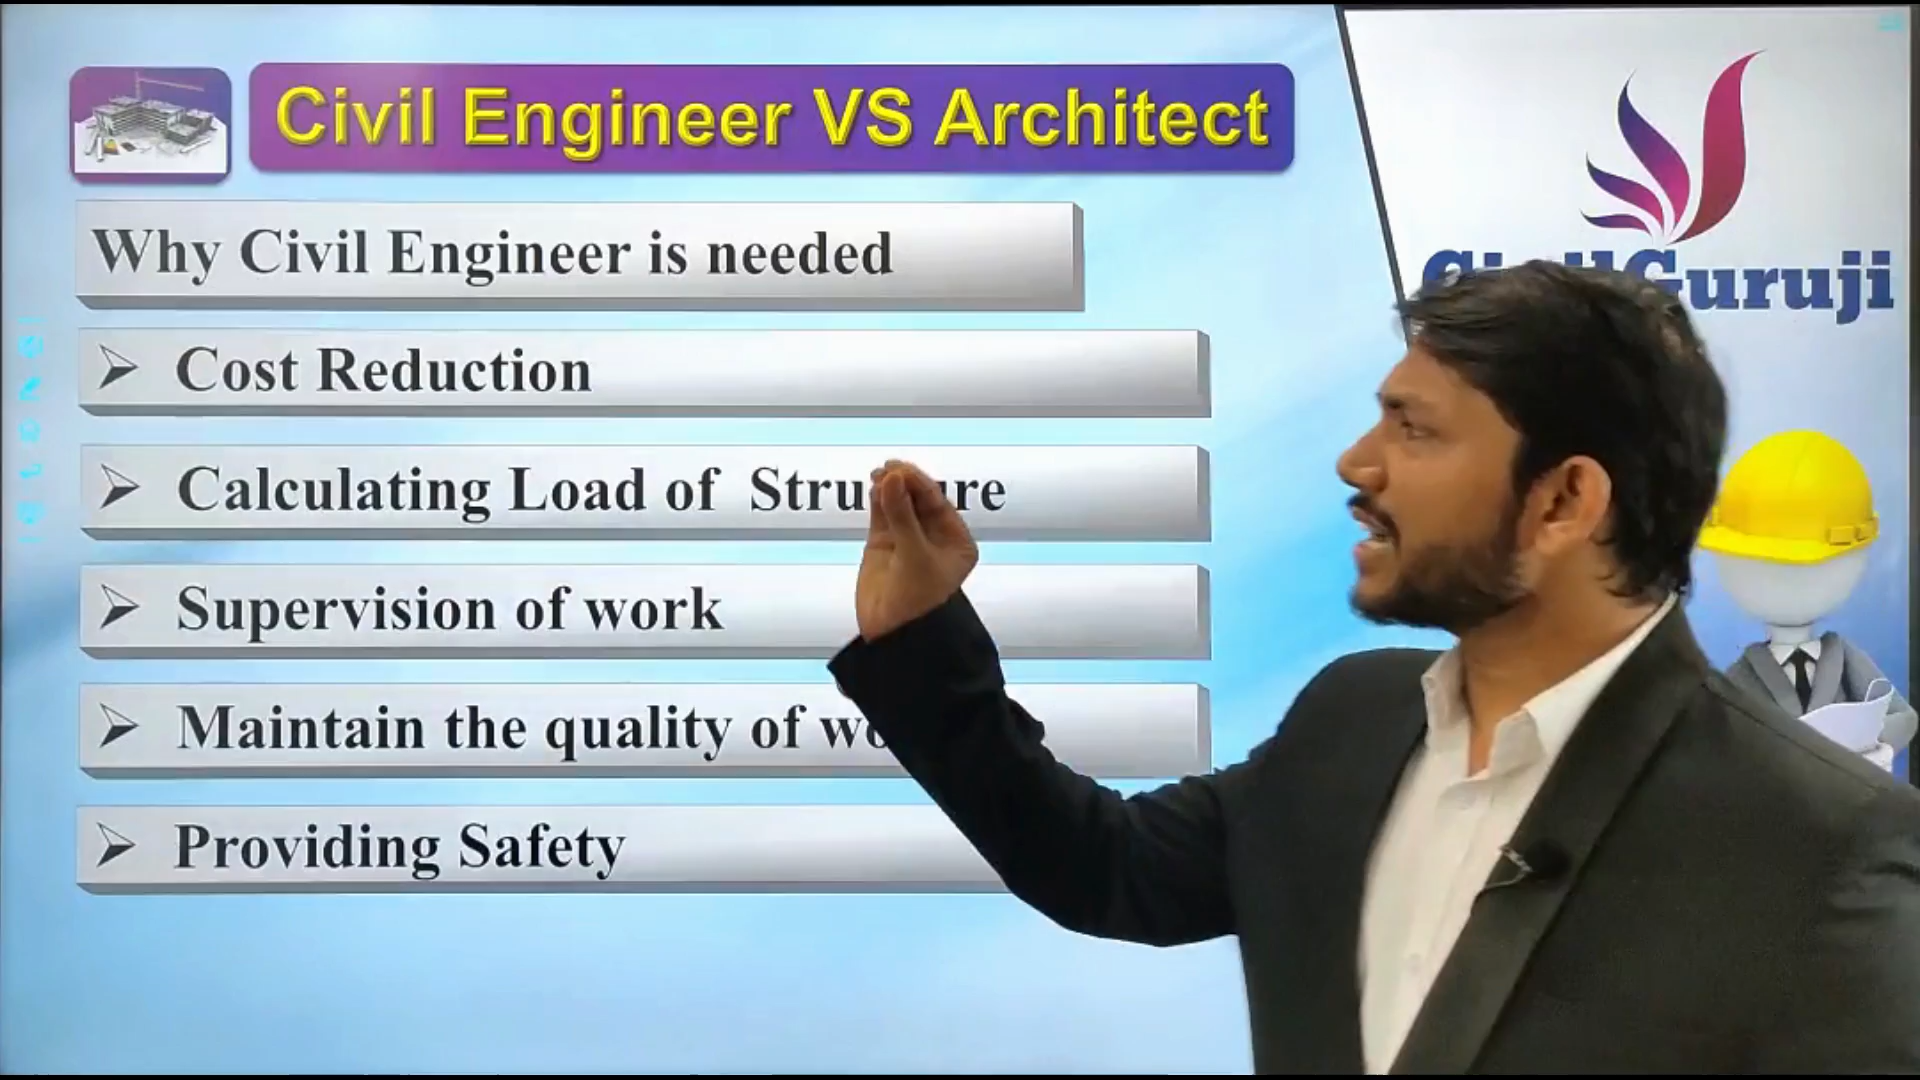 Civil Engineer VS Architect
Why Civil Engineer is needed
Guruji
➢ Cost Reduction
➢ Calculating Load of
➢ Supervision of work
➢ Maintain the quality of
➢ Providing Safety